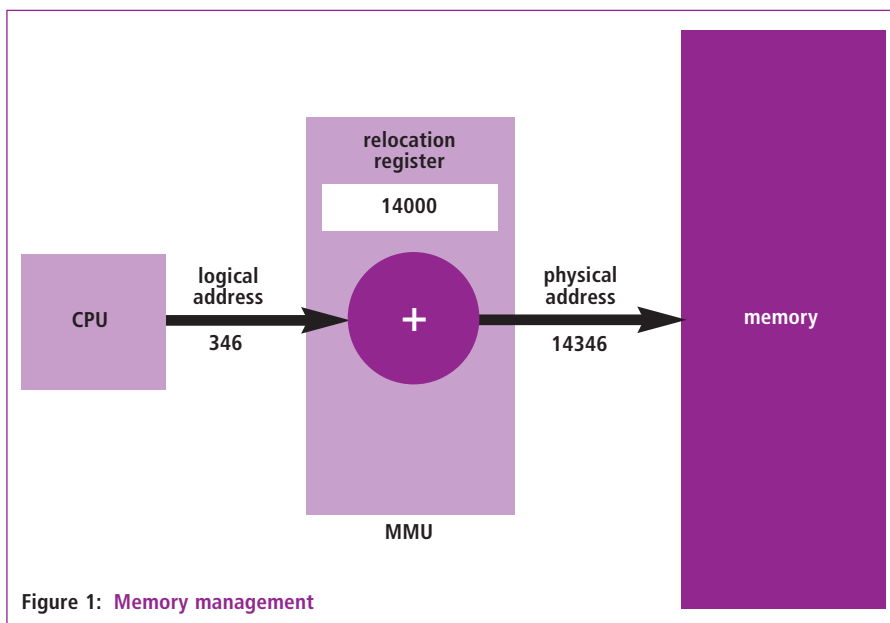 relocation
register
14000
CPU
logical
address
346
+
physical
address
14346
memory
MMU
Figure 1: Memory management